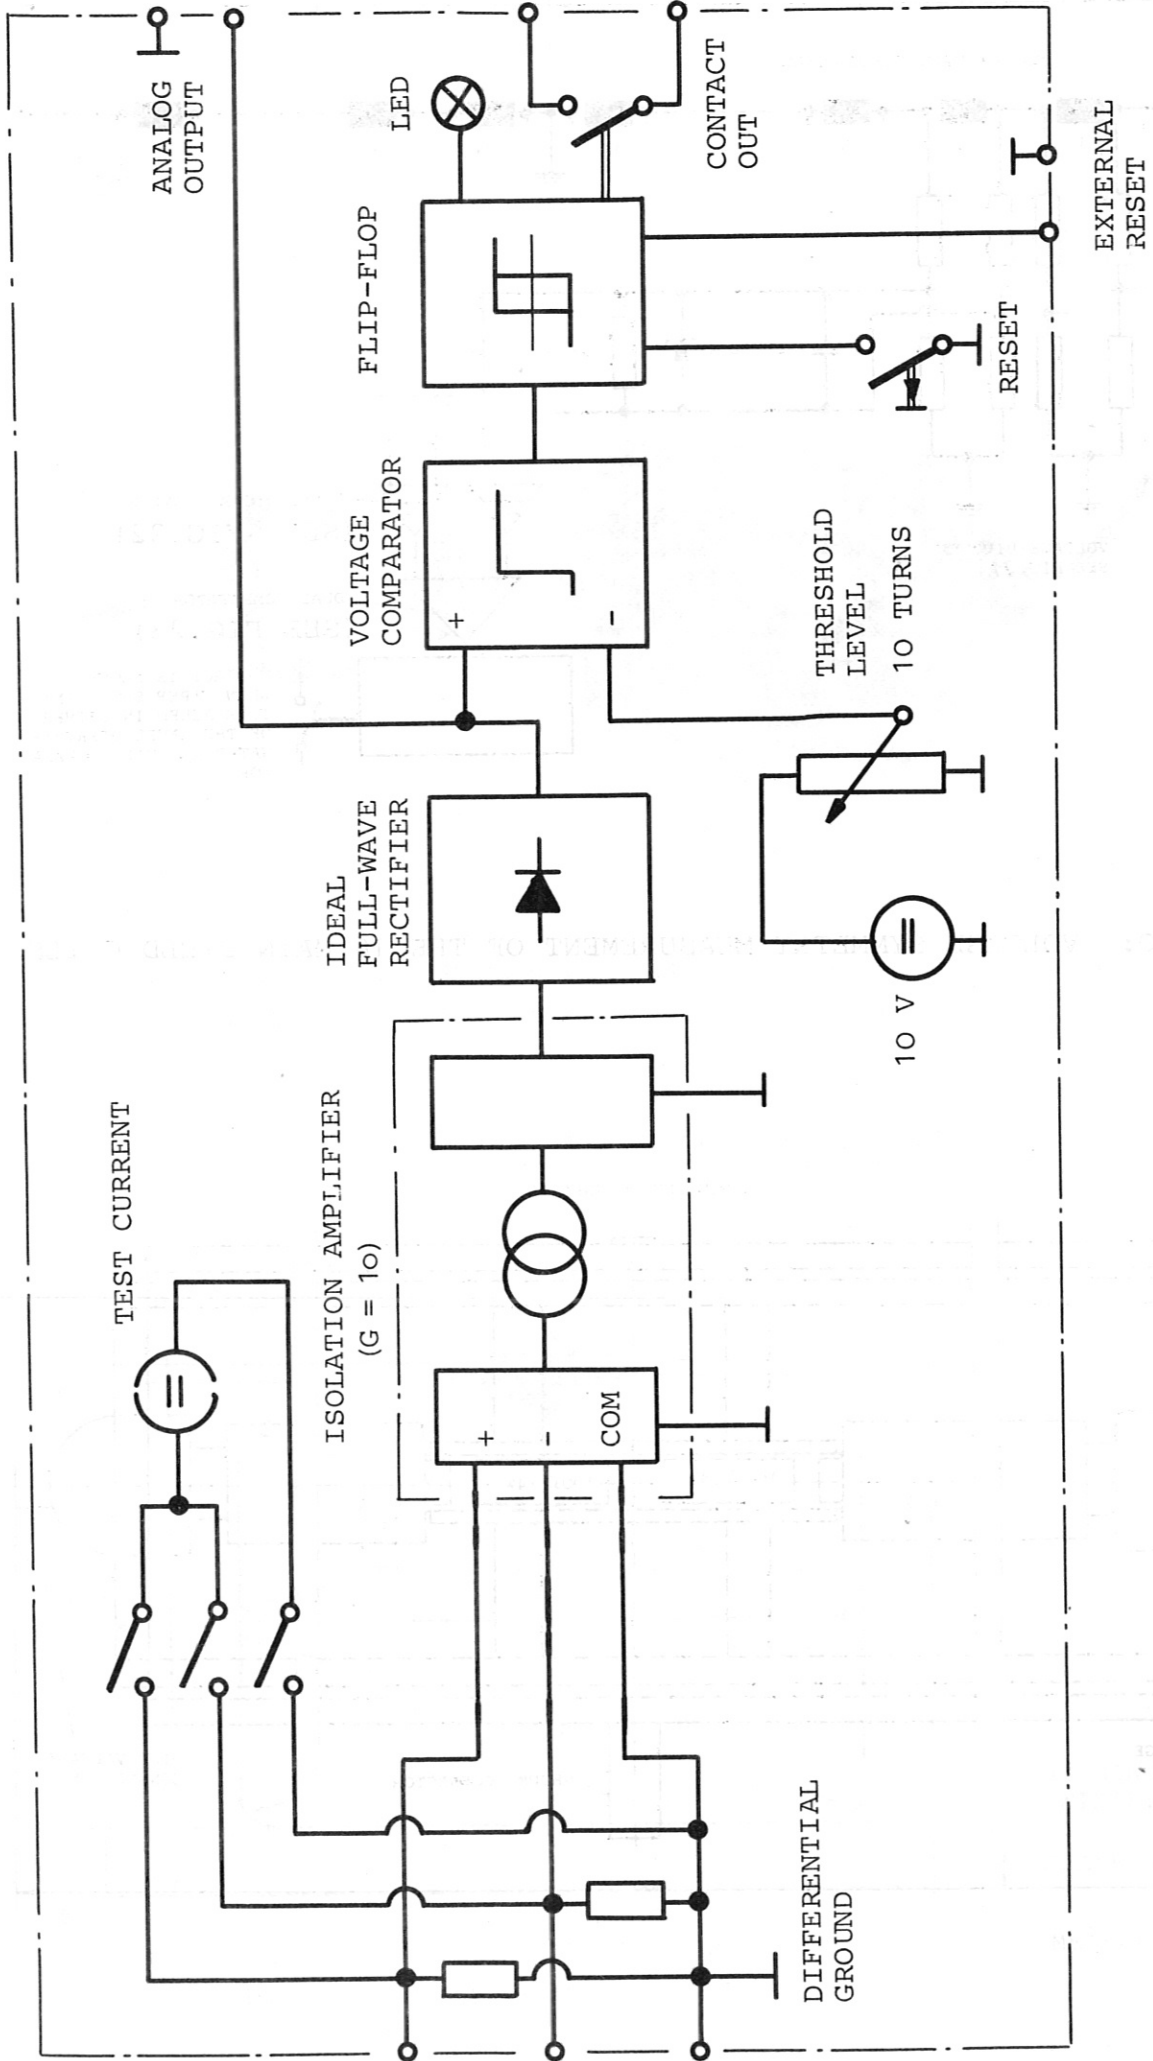 TEST CURRENT
ANALOG
OUTPUT
ISOLATION AMPLIFIER
(G = 10)
IDEAL
FULL-WAVE
RECTIFIER
VOLTAGE
COMPARATOR
FLIP-FLOP
LED
+
-
COM
+
-
CONTACT
OUT
DIFFERENTIAL
GROUND
10 V
THRESHOLD
LEVEL
10 TURNS
RESET
EXTERNAL
RESET